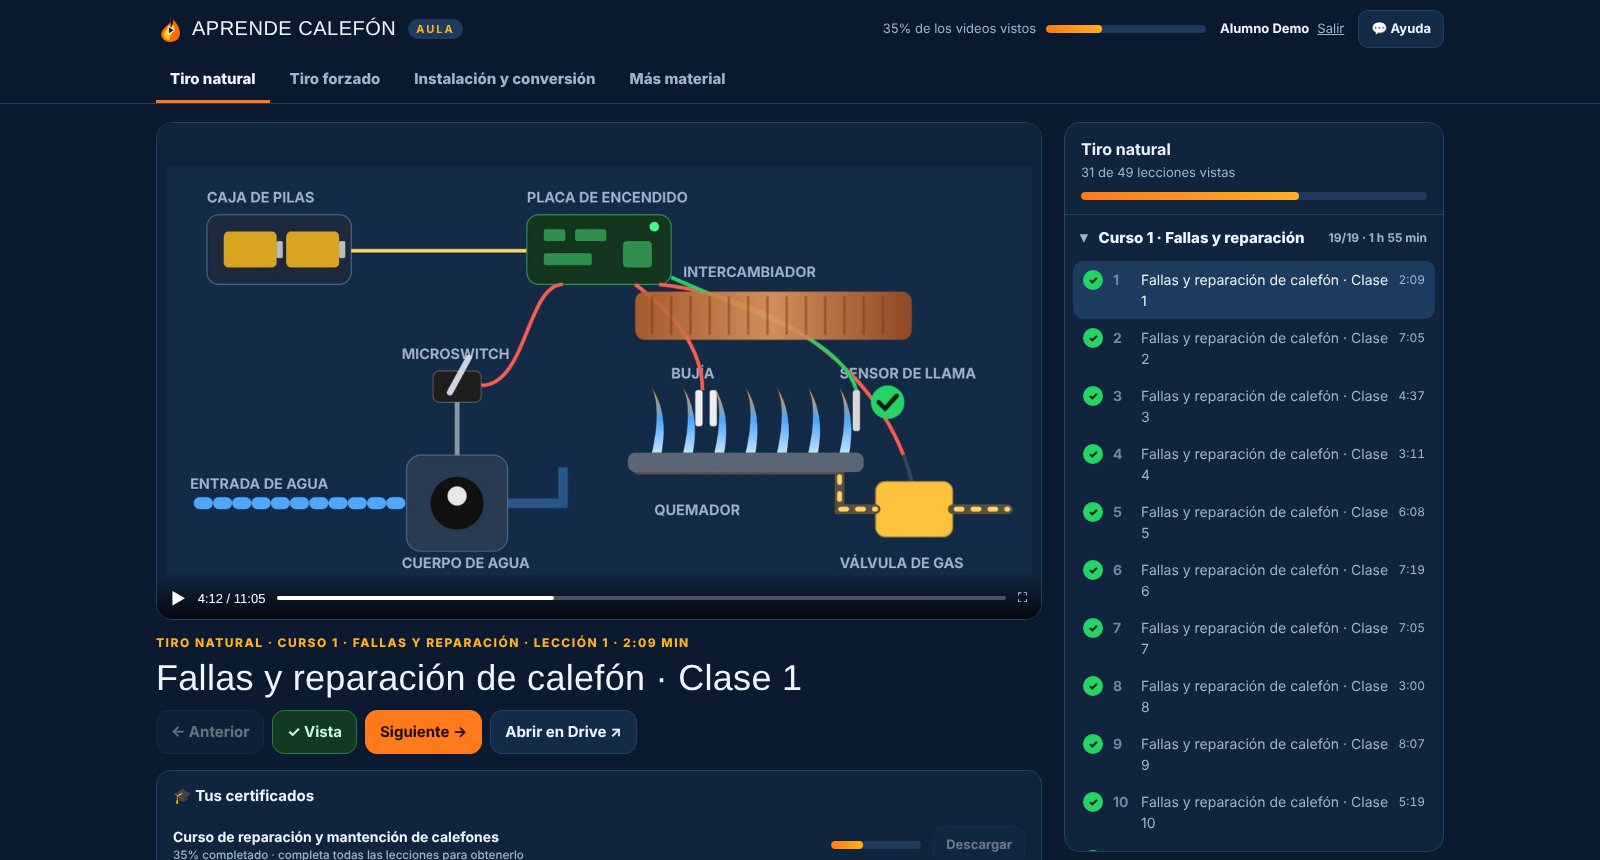 APRENDE CALEFÓN AULA
35% de los videos vistos
Alumno Demo Salir
💬 Ayuda
Tiro natural
Tiro forzado
Instalación y conversión
Más material
CAJA DE PILAS
PLACA DE ENCENDIDO
INTERCAMBIADOR
MICROSWITCH
BUJÍA
SENSOR DE LLAMA
ENTRADA DE AGUA
QUEMADOR
CUERPO DE AGUA
VÁLVULA DE GAS
4:12 / 11:05
TIRO NATURAL · CURSO 1 · FALLAS Y REPARACIÓN · LECCIÓN 1 · 2:09 MIN
Fallas y reparación de calefón · Clase 1
← Anterior
✓ Vista
Siguiente →
Abrir en Drive ↗
🎓 Tus certificados
Curso de reparación y mantención de calefones
35% completado · completa todas las lecciones para obtenerlo
Descargar
Tiro natural
31 de 49 lecciones vistas
▼ Curso 1 · Fallas y reparación 19/19 · 1 h 55 min
1 Fallas y reparación de calefón · Clase 2:09
1
2 Fallas y reparación de calefón · Clase 7:05
2
3 Fallas y reparación de calefón · Clase 4:37
3
4 Fallas y reparación de calefón · Clase 3:11
4
5 Fallas y reparación de calefón · Clase 6:08
5
6 Fallas y reparación de calefón · Clase 7:19
6
7 Fallas y reparación de calefón · Clase 7:05
7
8 Fallas y reparación de calefón · Clase 3:00
8
9 Fallas y reparación de calefón · Clase 8:07
9
10 Fallas y reparación de calefón · Clase 5:19
10